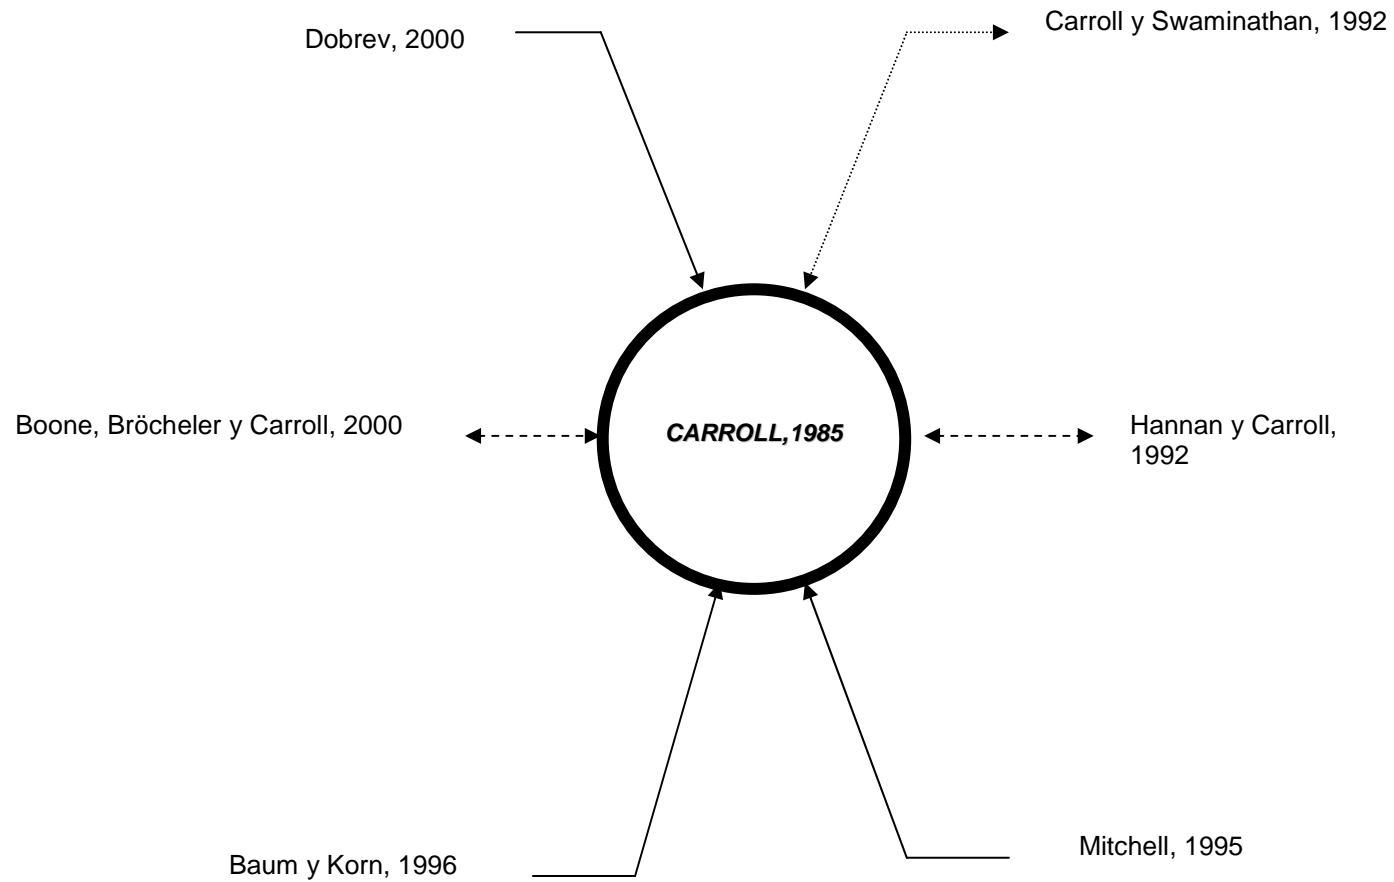 Dobrev, 2000
Carroll y Swaminathan, 1992
Boone, Bröcheler y Carroll, 2000
CARROLL,1985
Hannan y Carroll,
1992
Baum y Korn, 1996
Mitchell, 1995